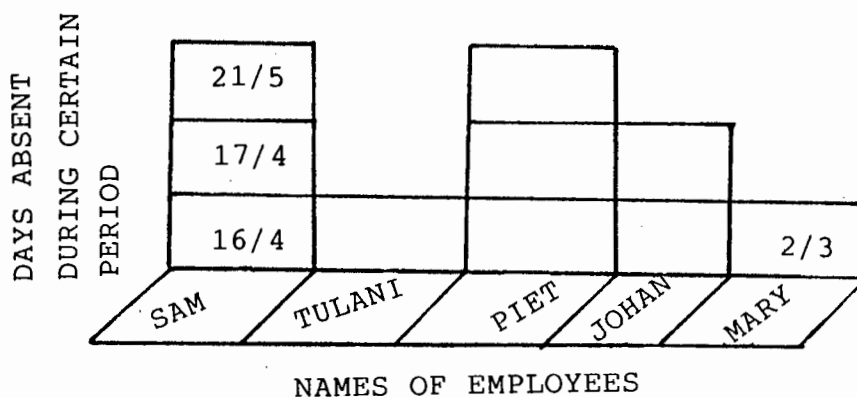 DAYS ABSENT
DURING CERTAIN
PERIOD
21/5
17/4
16/4
2/3
SAM
TULANI
PIET
JOHAN
MARY
NAMES OF EMPLOYEES